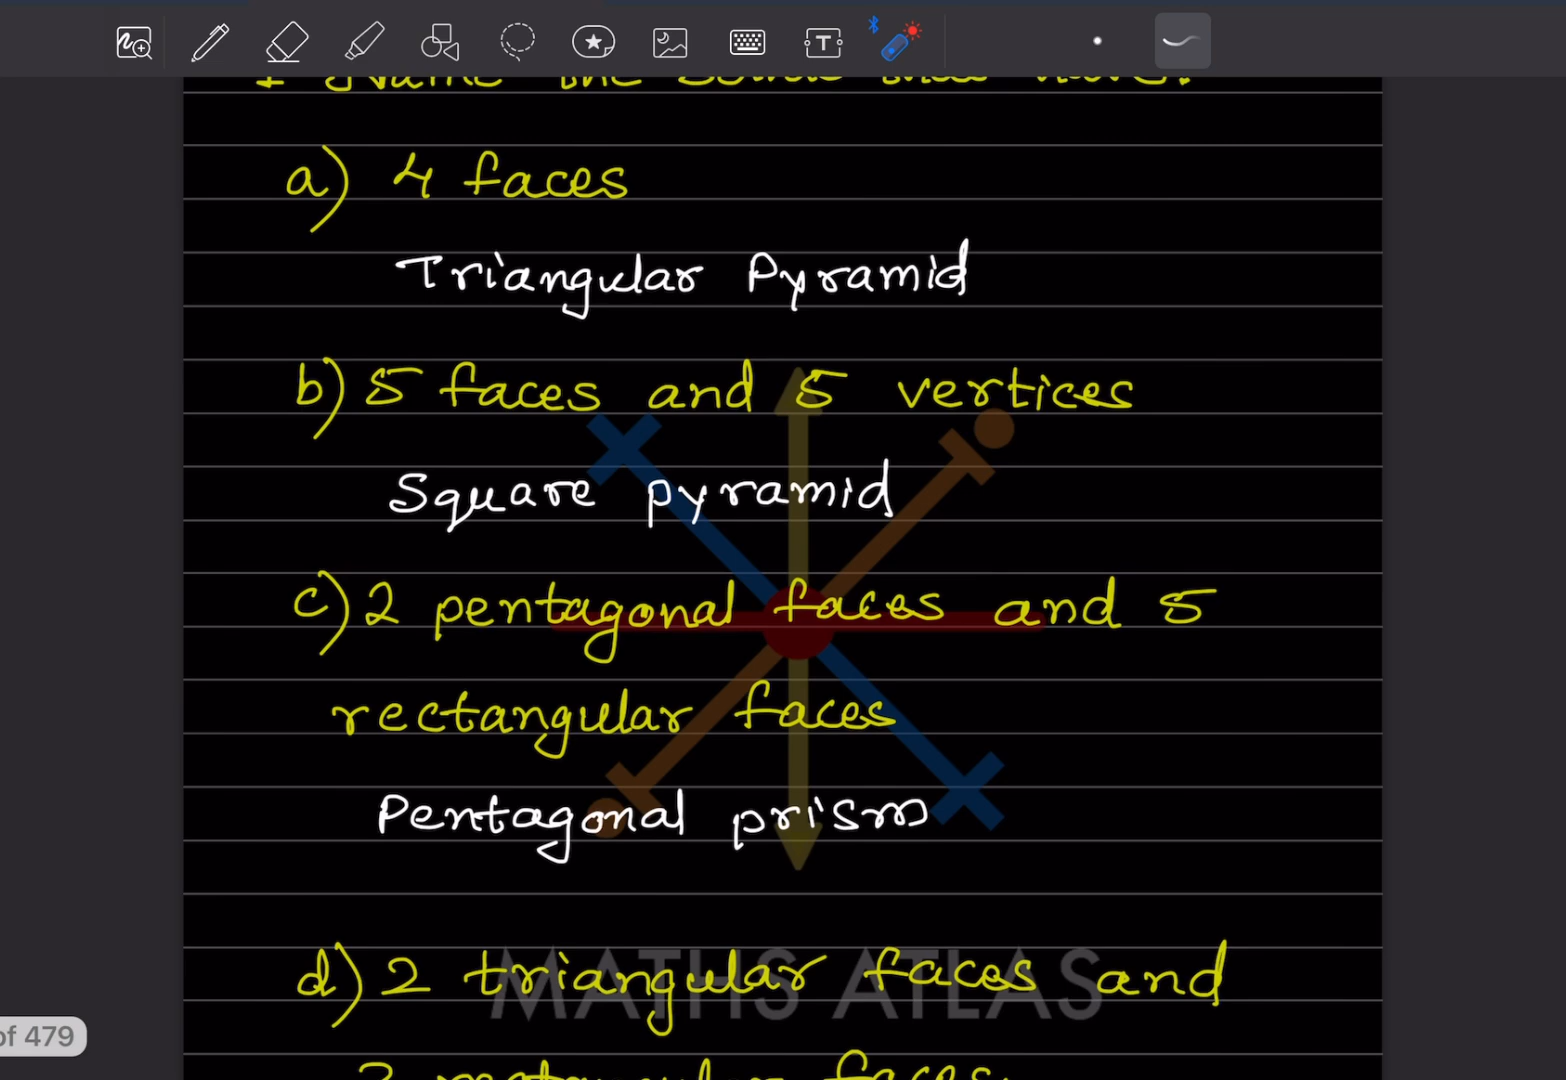 a) 4 faces
Triangular Pyramid
b) 5 faces and 5 vertices
Square pyramid
c) 2 pentagonal faces and 5
rectangular faces
Pentagonal prism
d) 2 triangular faces and
MATHS ATLAS
faces
of 479
T